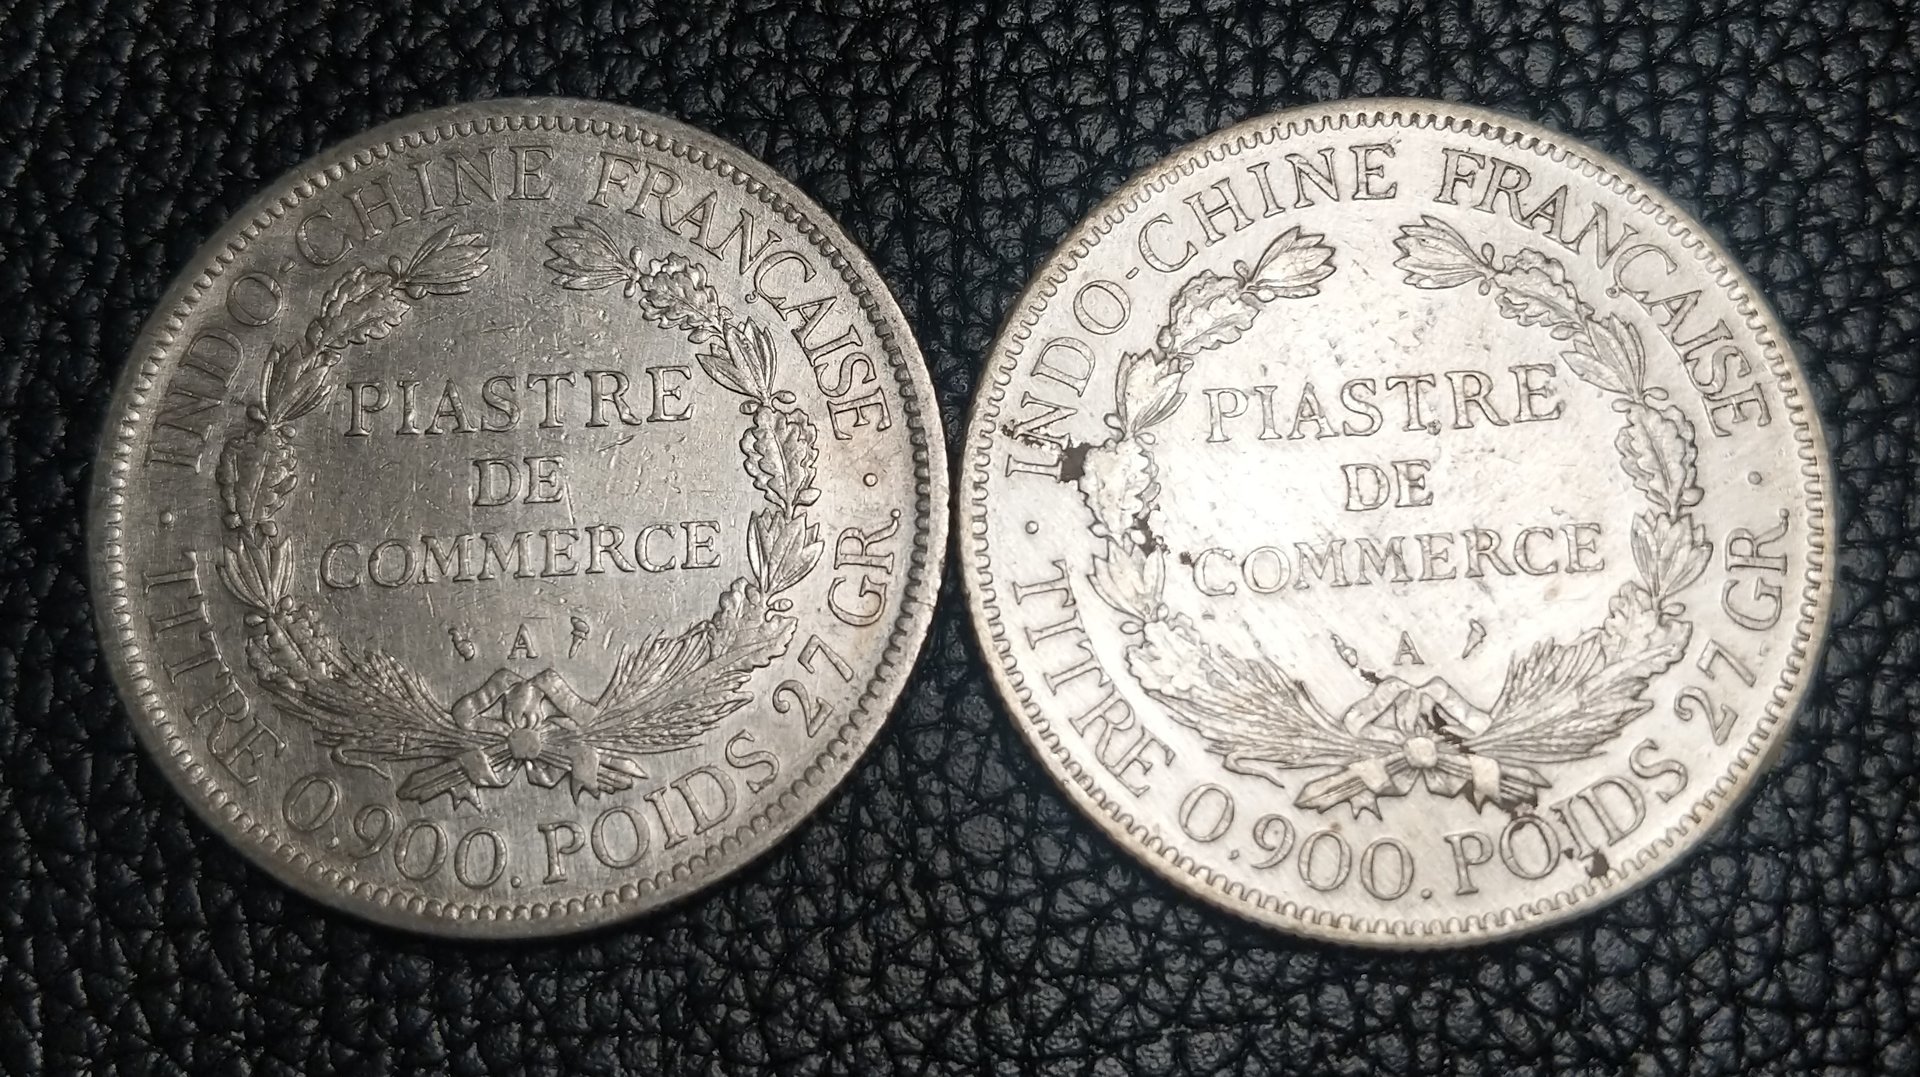 INDO-CHINE FRANÇAISE
PIASTRE
DE
COMMERCE
A
· TITRE 0,900. POIDS 27 GR. ·
INDO-CHINE FRANÇAISE
PIASTRE
DE
COMMERCE
A
· TITRE 0,900. POIDS 27 GR. ·